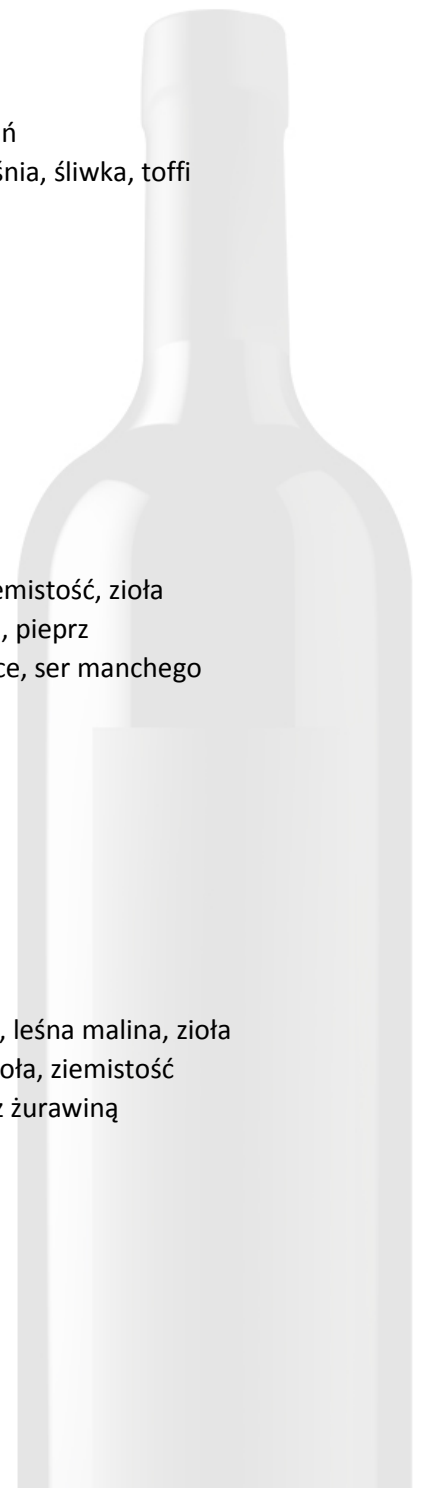 ń
śnia, śliwka, toffi
emistość, zioła
, pieprz
ce, ser manchego
, leśna malina, zioła
oła, ziemistość
z żurawiną